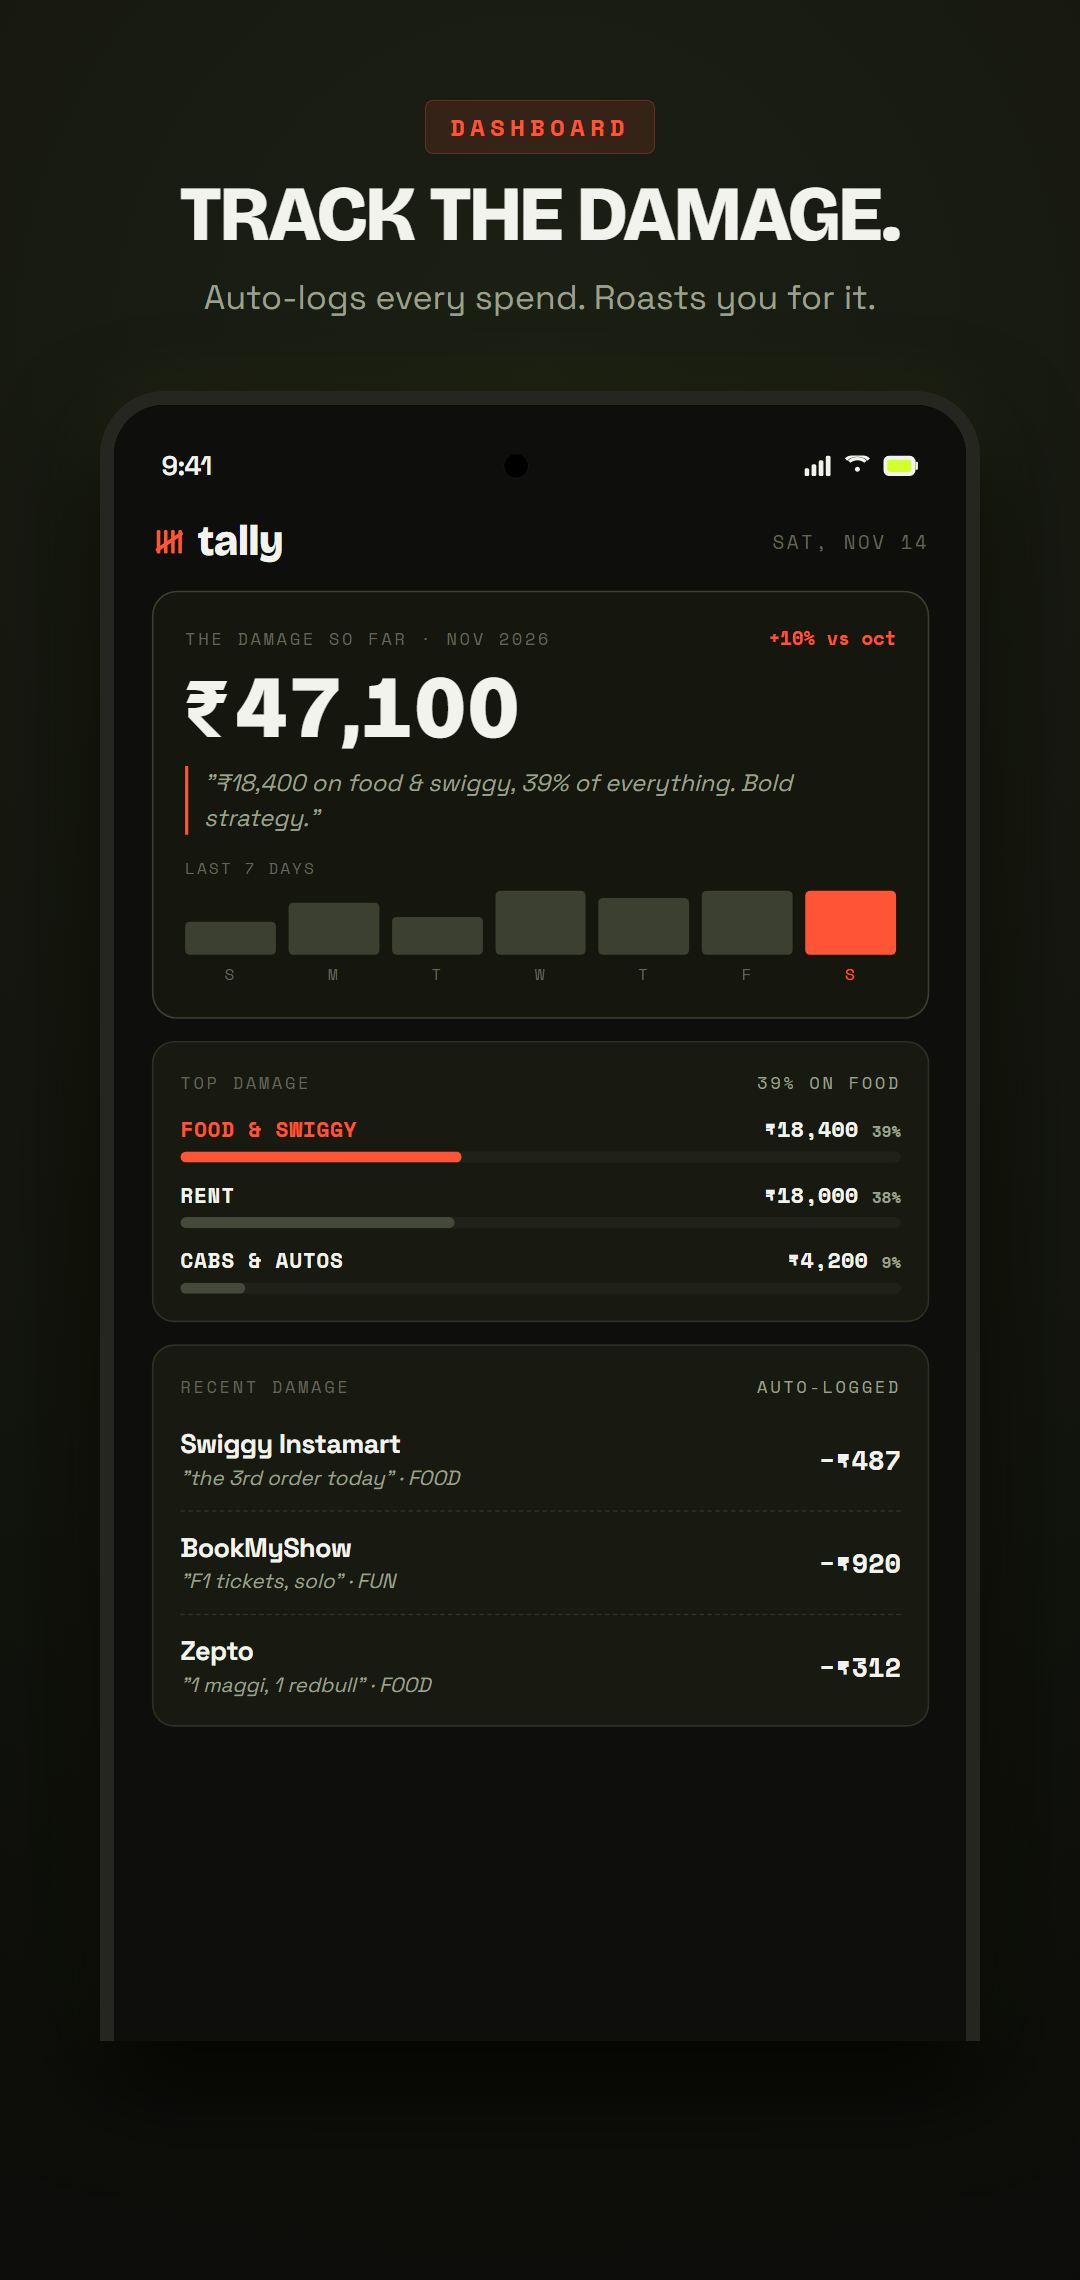 DASHBOARD
TRACK THE DAMAGE.
Auto-logs every spend. Roasts you for it.
9:41
tally
SAT, NOV 14
THE DAMAGE SO FAR · NOV 2026
+10% vs oct
₹47,100
"₹18,400 on food & swiggy, 39% of everything. Bold
strategy."
LAST 7 DAYS
S M T W T F S
TOP DAMAGE
39% ON FOOD
FOOD & SWIGGY
₹18,400 39%
RENT
₹18,000 38%
CABS & AUTOS
₹4,200 9%
RECENT DAMAGE
AUTO-LOGGED
Swiggy Instamart
"the 3rd order today" · FOOD
−₹487
BookMyShow
"F1 tickets, solo" · FUN
−₹920
Zepto
"1 maggi, 1 redbull" · FOOD
−₹312